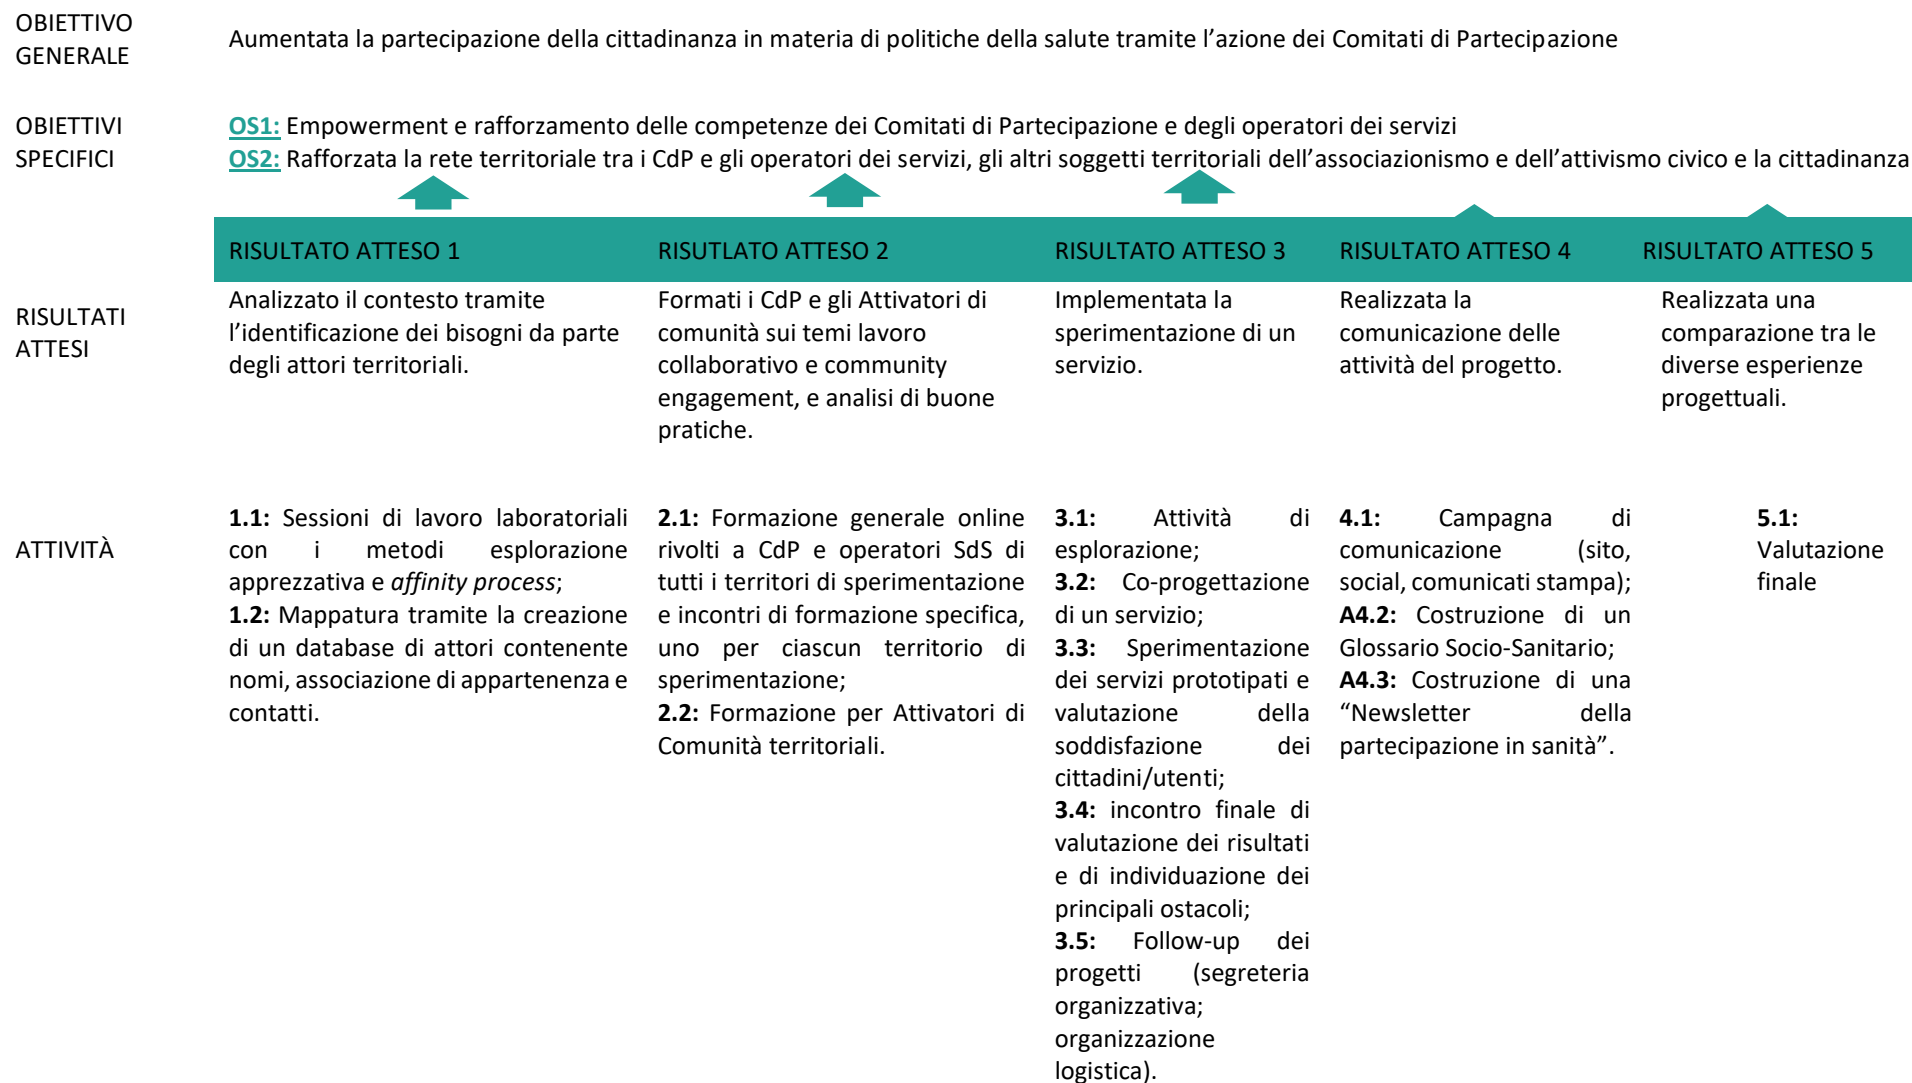 OBIETTIVO
GENERALE
Aumentata la partecipazione della cittadinanza in materia di politiche della salute tramite l’azione dei Comitati di Partecipazione
OBIETTIVI
SPECIFICI
OS1: Empowerment e rafforzamento delle competenze dei Comitati di Partecipazione e degli operatori dei servizi
OS2: Rafforzata la rete territoriale tra i CdP e gli operatori dei servizi, gli altri soggetti territoriali dell’associazionismo e dell’attivismo civico e la cittadinanza
RISULTATO ATTESO 1
RISUTLATO ATTESO 2
RISULTATO ATTESO 3
RISULTATO ATTESO 4
RISULTATO ATTESO 5
RISULTATI
ATTESI
Analizzato il contesto tramite
l’identificazione dei bisogni da parte
degli attori territoriali.
Formati i CdP e gli Attivatori di
comunità sui temi lavoro
collaborativo e community
engagement, e analisi di buone
pratiche.
Implementata la
sperimentazione di un
servizio.
Realizzata la
comunicazione delle
attività del progetto.
Realizzata una
comparazione tra le
diverse esperienze
progettuali.
ATTIVITÀ
1.1: Sessioni di lavoro laboratoriali
con i metodi esplorazione
apprezzativa e affinity process;
1.2: Mappatura tramite la creazione
di un database di attori contenente
nomi, associazione di appartenenza e
contatti.
2.1: Formazione generale online
rivolti a CdP e operatori SdS di
tutti i territori di sperimentazione
e incontri di formazione specifica,
uno per ciascun territorio di
sperimentazione;
2.2: Formazione per Attivatori di
Comunità territoriali.
3.1: Attività di
esplorazione;
3.2: Co-progettazione
di un servizio;
3.3: Sperimentazione
dei servizi prototipati e
valutazione della
soddisfazione dei
cittadini/utenti;
3.4: incontro finale di
valutazione dei risultati
e di individuazione dei
principali ostacoli;
3.5: Follow-up dei
progetti (segreteria
organizzativa;
organizzazione
logistica).
4.1: Campagna di
comunicazione (sito,
social, comunicati stampa);
A4.2: Costruzione di un
Glossario Socio-Sanitario;
A4.3: Costruzione di una
“Newsletter della
partecipazione in sanità”.
5.1:
Valutazione
finale